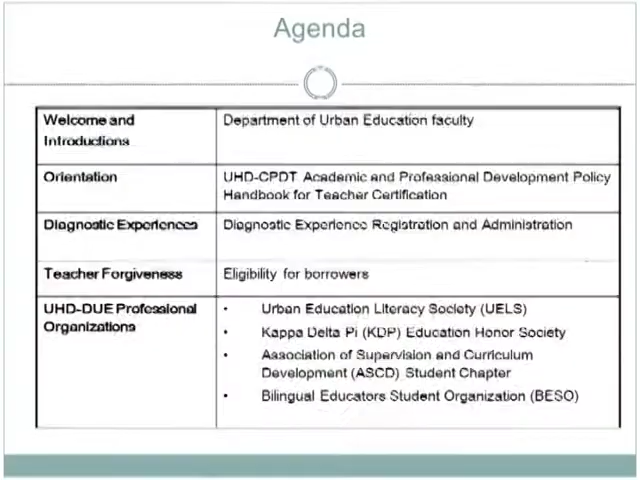 Agenda
Welcome and
Introductions
Department of Urban Education faculty
Orientation
UHD-CPDT Academic and Professional Development Policy
Handbook for Teacher Certification
Diagnostic Experiences
Diagnostic Experience Registration and Administration
Teacher Forgiveness
Eligibility for borrowers
UHD-DUE Professional
Organizations
• Urban Education Literacy Society (UELS)
• Kappa Delta Pi (KDP) Education Honor Society
• Association of Supervision and Curriculum
Development (ASCD) Student Chapter
• Bilingual Educators Student Organization (BESO)